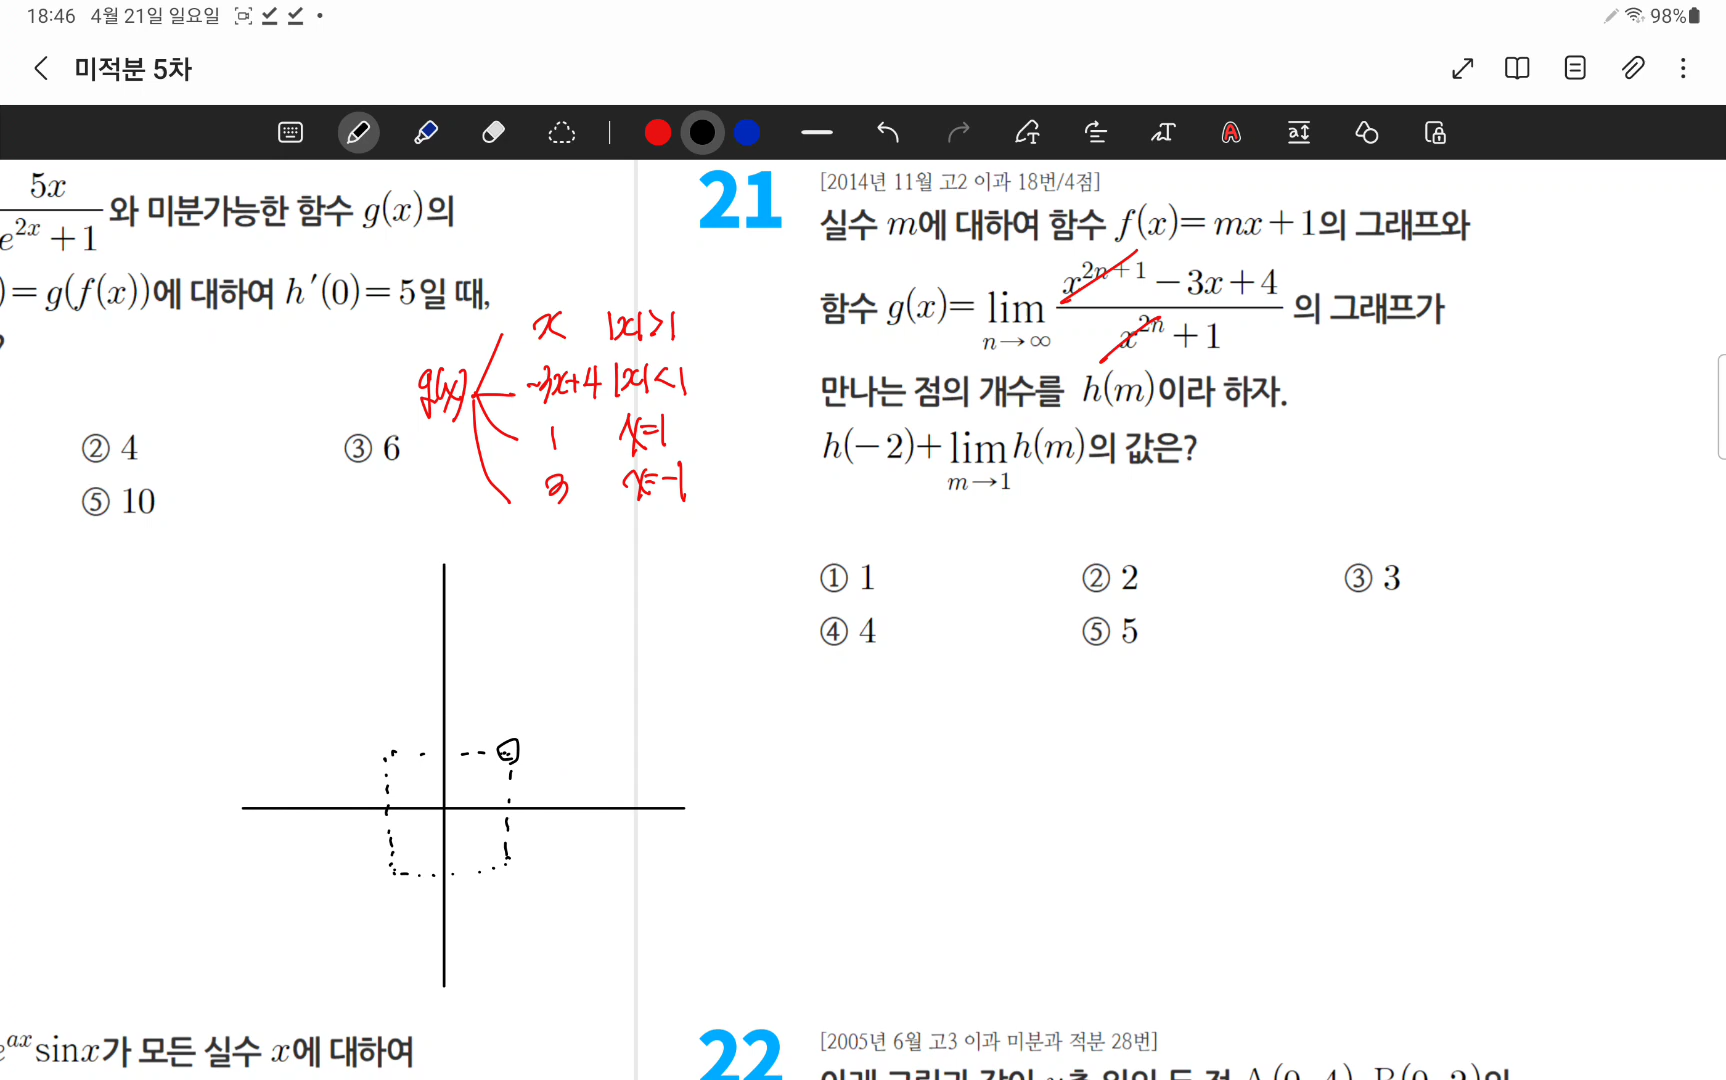 18:46 4월 21일 일요일
98%
미적분 5차
5x
e^{2x} + 1
와 미분가능한 함수 g(x)의
) = g(f(x))에 대하여 h′(0) = 5일 때,
?
② 4 ③ 6
⑤ 10
g(x)
x |x|>1
-3x+4 |x|<1
1 x=1
3 x=-1
e^{ax} sinx가 모든 실수 x에 대하여
21
[2014년 11월 고2 이과 18번/4점]
실수 m에 대하여 함수 f(x) = mx + 1의 그래프와
함수 g(x) = lim_{n→∞} (x^{2n+1} − 3x + 4)/(x^{2n} + 1) 의 그래프가
만나는 점의 개수를 h(m)이라 하자.
h(−2) + lim_{m→1} h(m)의 값은?
① 1 ② 2 ③ 3
④ 4 ⑤ 5
22
[2005년 6월 고3 이과 미분과 적분 28번]